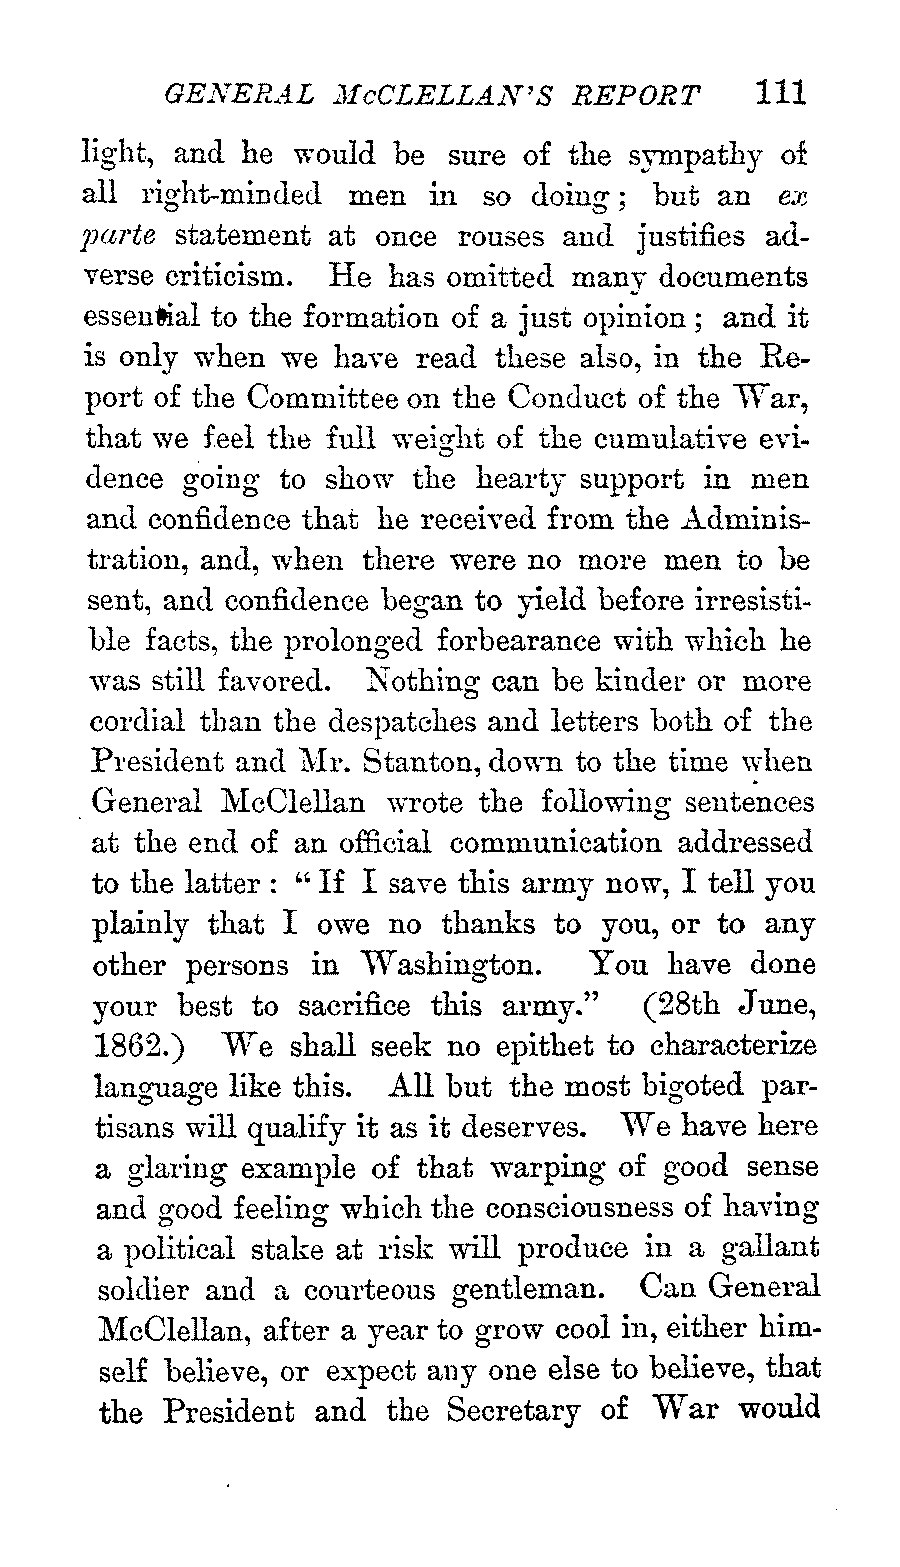 GENERAL McCLELLAN'S REPORT 111
light, and he would be sure of the sympathy of
all right-minded men in so doing; but an ex
parte statement at once rouses and justifies ad-
verse criticism. He has omitted many documents
essential to the formation of a just opinion; and it
is only when we have read these also, in the Re-
port of the Committee on the Conduct of the War,
that we feel the full weight of the cumulative evi-
dence going to show the hearty support in men
and confidence that he received from the Adminis-
tration, and, when there were no more men to be
sent, and confidence began to yield before irresisti-
ble facts, the prolonged forbearance with which he
was still favored. Nothing can be kinder or more
cordial than the despatches and letters both of the
President and Mr. Stanton, down to the time when
General McClellan wrote the following sentences
at the end of an official communication addressed
to the latter: "If I save this army now, I tell you
plainly that I owe no thanks to you, or to any
other persons in Washington. You have done
your best to sacrifice this army." (28th June,
1862.) We shall seek no epithet to characterize
language like this. All but the most bigoted par-
tisans will qualify it as it deserves. We have here
a glaring example of that warping of good sense
and good feeling which the consciousness of having
a political stake at risk will produce in a gallant
soldier and a courteous gentleman. Can General
McClellan, after a year to grow cool in, either him-
self believe, or expect any one else to believe, that
the President and the Secretary of War would